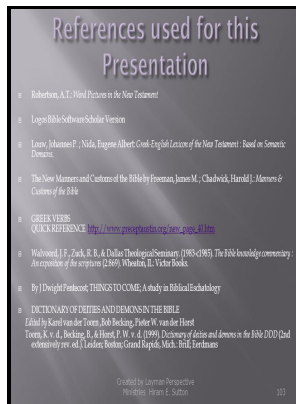 References used for this
Presentation
Robertson, A.T.: Word Pictures in the New Testament
Logos Bible Software Scholar Version
Louw, Johannes P. ; Nida, Eugene Albert: Greek-English Lexicon of the New Testament : Based on Semantic
Domains.
The New Manners and Customs of the Bible by Freeman, James M. ; Chadwick, Harold J.: Manners &
Customs of the Bible
GREEK VERBS
QUICK REFERENCE http://www.preceptaustin.org/new_page_40.htm
Walvoord, J. F., Zuck, R. B., & Dallas Theological Seminary. (1983-c1985). The Bible knowledge commentary :
An exposition of the scriptures (2:869). Wheaton, IL: Victor Books.
By J Dwight Pentecost; THINGS TO COME; A study in Biblical Eschatology
DICTIONARY OF DEITIES AND DEMONS IN THE BIBLE
Edited by Karel van der Toorn, Bob Becking, Pieter W. van der Horst
Toorn, K. v. d., Becking, B., & Horst, P. W. v. d. (1999). Dictionary of deities and demons in the Bible DDD (2nd
extensively rev. ed.). Leiden; Boston; Grand Rapids, Mich.: Brill; Eerdmans
Created by Layman Perspective
Ministries Hiram E. Sutton
103